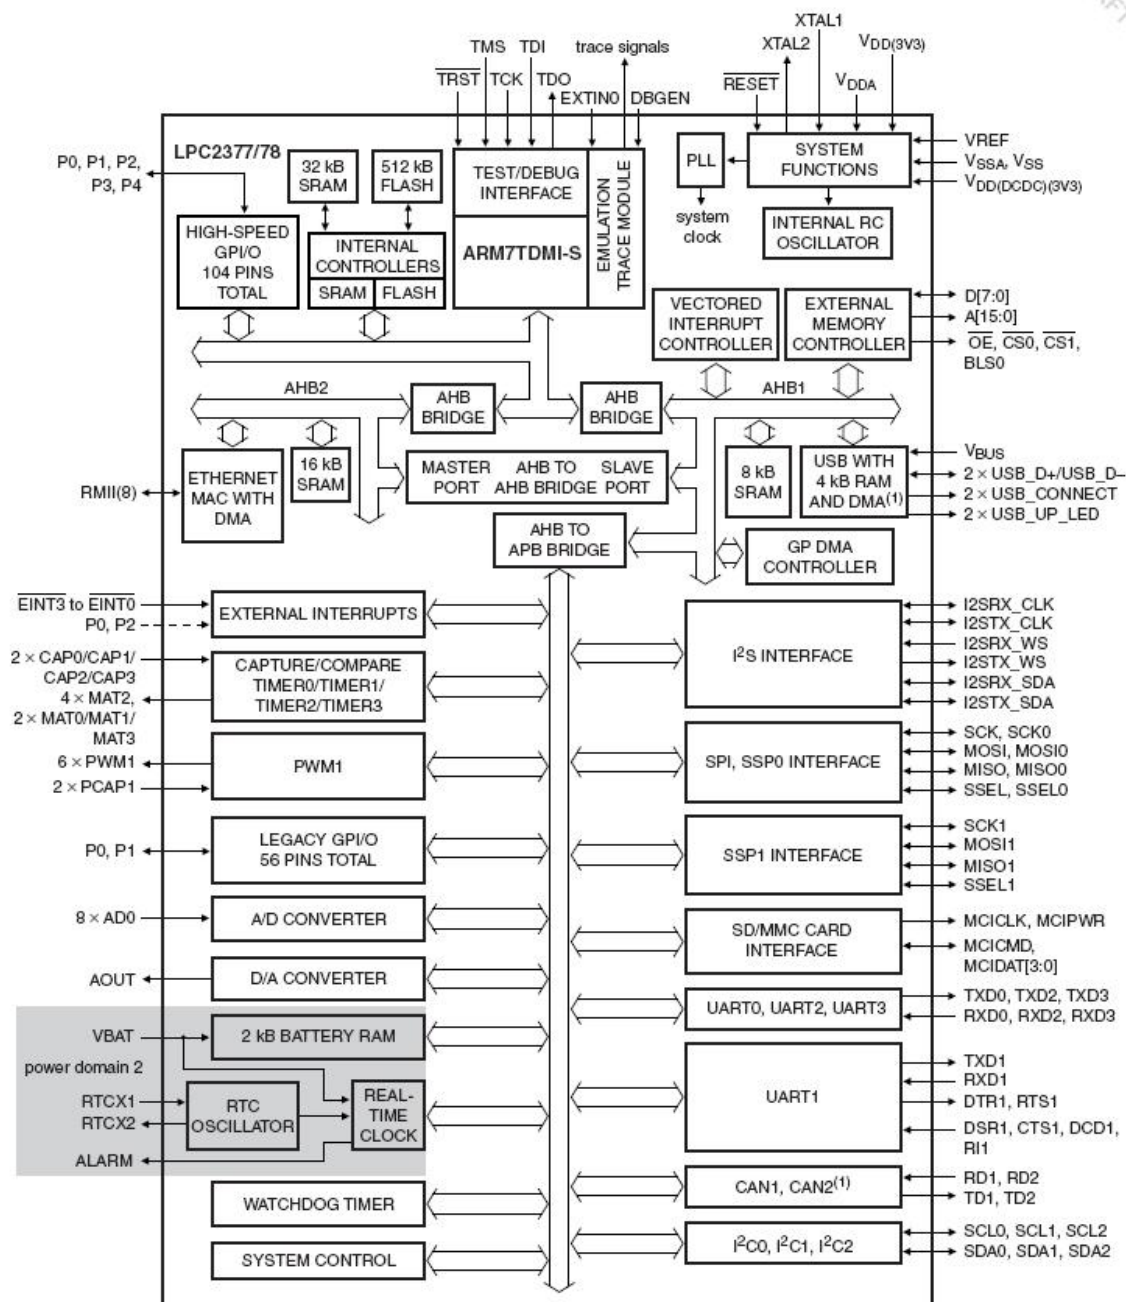 XTAL1
XTAL2
VDD(3V3)
TMS
TDI
trace signals
TRST
TCK
TDO
RESET
VDDA
EXTIN0
DBGEN
LPC2377/78
P0, P1, P2,
P3, P4
32 kB
SRAM
512 kB
FLASH
TEST/DEBUG
INTERFACE
EMULATION
TRACE MODULE
PLL
SYSTEM
FUNCTIONS
VREF
VSSA, VSS
VDD(DCDC)(3V3)
system
clock
INTERNAL RC
OSCILLATOR
HIGH-SPEED
GPI/O
104 PINS
TOTAL
INTERNAL
CONTROLLERS
SRAM
FLASH
ARM7TDMI-S
VECTORED
INTERRUPT
CONTROLLER
EXTERNAL
MEMORY
CONTROLLER
D[7:0]
A[15:0]
OE, CS0, CS1,
BLS0
AHB2
AHB
BRIDGE
AHB
BRIDGE
AHB1
RMII(8)
ETHERNET
MAC WITH
DMA
16 kB
SRAM
MASTER
PORT
AHB TO
AHB BRIDGE
SLAVE
PORT
8 kB
SRAM
USB WITH
4 kB RAM
AND DMA(1)
VBUS
2 × USB_D+/USB_D–
2 × USB_CONNECT
2 × USB_UP_LED
AHB TO
APB BRIDGE
GP DMA
CONTROLLER
EINT3 to EINT0
P0, P2
EXTERNAL INTERRUPTS
I2S INTERFACE
I2SRX_CLK
I2STX_CLK
I2SRX_WS
I2STX_WS
I2SRX_SDA
I2STX_SDA
2 × CAP0/CAP1/
CAP2/CAP3
4 × MAT2,
2 × MAT0/MAT1/
MAT3
CAPTURE/COMPARE
TIMER0/TIMER1/
TIMER2/TIMER3
6 × PWM1
2 × PCAP1
PWM1
SPI, SSP0 INTERFACE
SCK, SCK0
MOSI, MOSI0
MISO, MISO0
SSEL, SSEL0
P0, P1
LEGACY GPI/O
56 PINS TOTAL
SSP1 INTERFACE
SCK1
MOSI1
MISO1
SSEL1
8 × AD0
A/D CONVERTER
SD/MMC CARD
INTERFACE
MCICLK, MCIPWR
MCICMD,
MCIDAT[3:0]
AOUT
D/A CONVERTER
UART0, UART2, UART3
TXD0, TXD2, TXD3
RXD0, RXD2, RXD3
VBAT
2 kB BATTERY RAM
power domain 2
RTCX1
RTCX2
RTC
OSCILLATOR
REAL-
TIME
CLOCK
ALARM
UART1
TXD1
RXD1
DTR1, RTS1
DSR1, CTS1, DCD1,
RI1
WATCHDOG TIMER
CAN1, CAN2(1)
RD1, RD2
TD1, TD2
SYSTEM CONTROL
I2C0, I2C1, I2C2
SCL0, SCL1, SCL2
SDA0, SDA1, SDA2